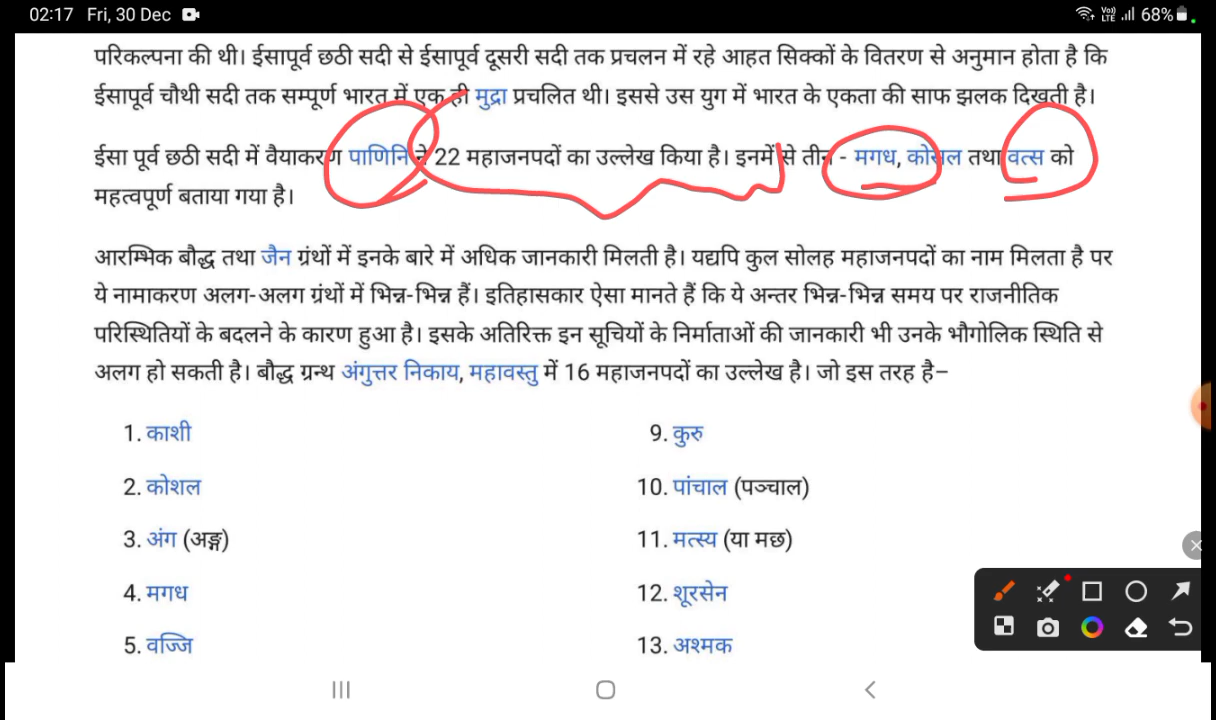 02:17 Fri, 30 Dec
Vo) LTE 68%
परिकल्पना की थी। ईसापूर्व छठी सदी से ईसापूर्व दूसरी सदी तक प्रचलन में रहे आहत सिक्कों के वितरण से अनुमान होता है कि
ईसापूर्व चौथी सदी तक सम्पूर्ण भारत में एक ही मुद्रा प्रचलित थी। इससे उस युग में भारत के एकता की साफ झलक दिखती है।
ईसा पूर्व छठी सदी में वैयाकरण पाणिनि ने 22 महाजनपदों का उल्लेख किया है। इनमें से तीन - मगध, कोसल तथा वत्स को
महत्वपूर्ण बताया गया है।
आरम्भिक बौद्ध तथा जैन ग्रंथों में इनके बारे में अधिक जानकारी मिलती है। यद्यपि कुल सोलह महाजनपदों का नाम मिलता है पर
ये नामाकरण अलग-अलग ग्रंथों में भिन्न-भिन्न हैं। इतिहासकार ऐसा मानते हैं कि ये अन्तर भिन्न-भिन्न समय पर राजनीतिक
परिस्थितियों के बदलने के कारण हुआ है। इसके अतिरिक्त इन सूचियों के निर्माताओं की जानकारी भी उनके भौगोलिक स्थिति से
अलग हो सकती है। बौद्ध ग्रन्थ अंगुत्तर निकाय, महावस्तु में 16 महाजनपदों का उल्लेख है। जो इस तरह है–
1. काशी
2. कोशल
3. अंग (अङ्ग)
4. मगध
5. वज्जि
9. कुरु
10. पांचाल (पञ्चाल)
11. मत्स्य (या मछ)
12. शूरसेन
13. अश्मक